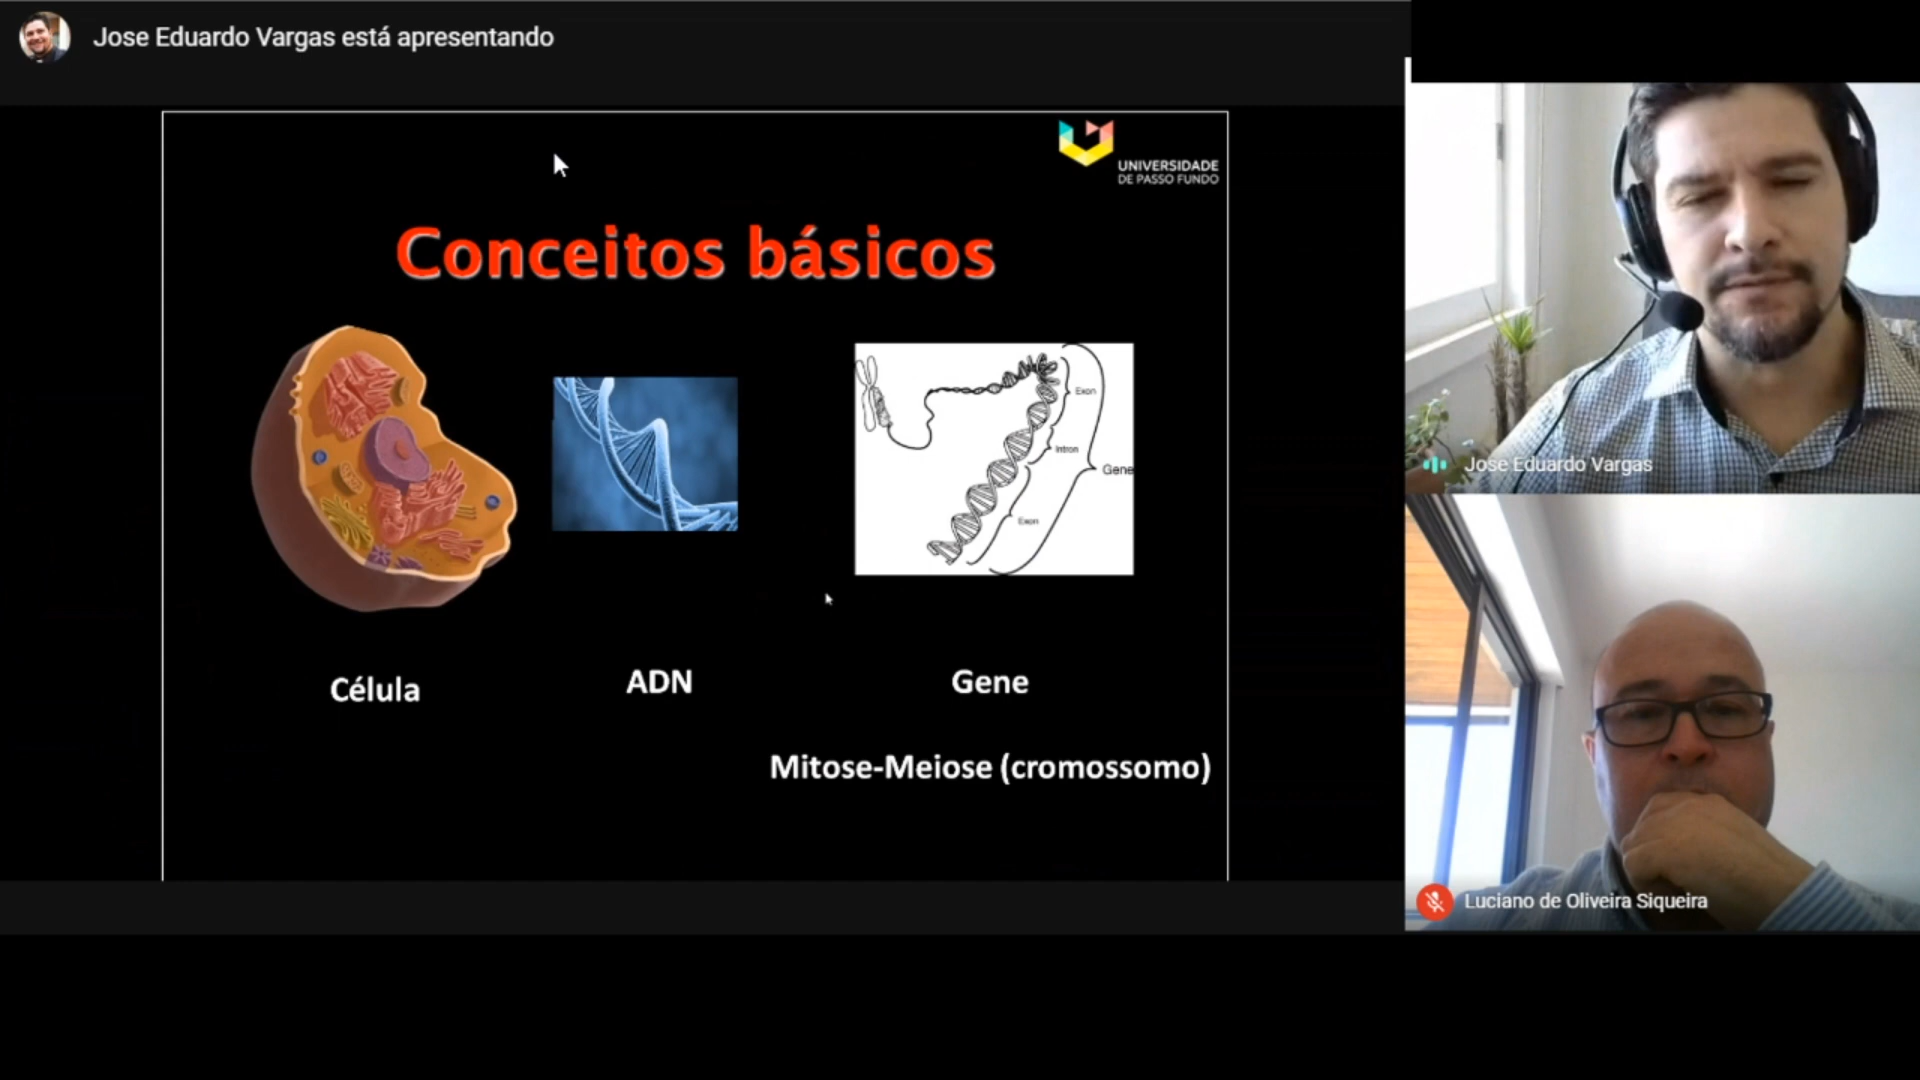 Jose Eduardo Vargas está apresentando
UNIVERSIDADE
DE PASSO FUNDO
Conceitos básicos
Exon
Intron
Gene
Exon
Célula
ADN
Gene
Mitose-Meiose (cromossomo)
Jose Eduardo Vargas
Luciano de Oliveira Siqueira